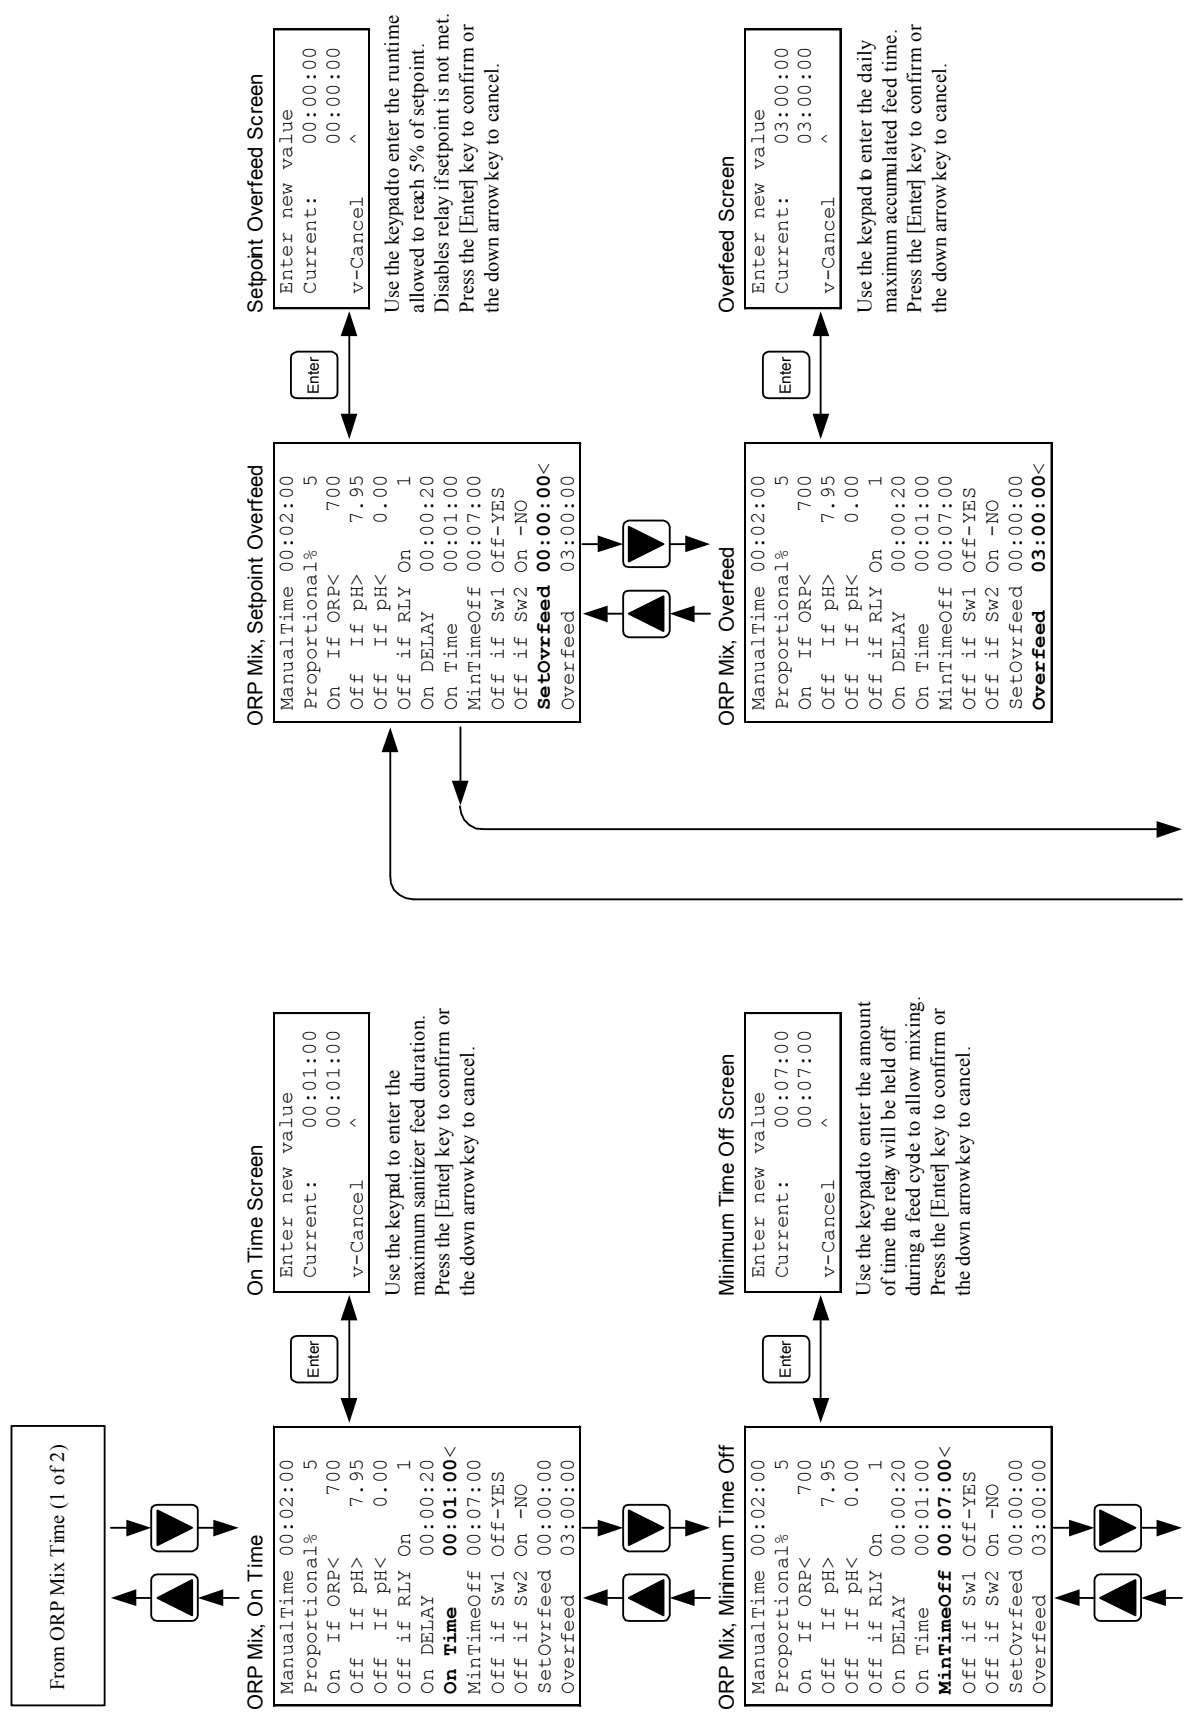 From ORP Mix Time (1 of 2)
ORP Mix, On Time
ManualTime 00:02:00
Proportional% 5
On If ORP< 700
Off If pH> 7.95
Off If pH< 0.00
Off if RLY On 1
On DELAY 00:00:20
On Time 00:01:00<
MinTimeOff 00:07:00
Off if Sw1 Off-YES
Off if Sw2 On -NO
SetOvrfeed 00:00:00
Overfeed 03:00:00
Enter
On Time Screen
Enter new value
Current: 00:01:00
00:01:00
v-Cancel ^
Use the keypad to enter the
maximum sanitizer feed duration.
Press the [Enter] key to confirm or
the down arrow key to cancel.
ORP Mix, Minimum Time Off
ManualTime 00:02:00
Proportional% 5
On If ORP< 700
Off If pH> 7.95
Off If pH< 0.00
Off if RLY On 1
On DELAY 00:00:20
On Time 00:01:00
MinTimeOff 00:07:00<
Off if Sw1 Off-YES
Off if Sw2 On -NO
SetOvrfeed 00:00:00
Overfeed 03:00:00
Enter
Minimum Time Off Screen
Enter new value
Current: 00:07:00
00:07:00
v-Cancel ^
Use the keypad to enter the amount
of time the relay will be held off
during a feed cycle to allow mixing.
Press the [Enter] key to confirm or
the down arrow key to cancel.
ORP Mix, Setpoint Overfeed
ManualTime 00:02:00
Proportional% 5
On If ORP< 700
Off If pH> 7.95
Off If pH< 0.00
Off if RLY On 1
On DELAY 00:00:20
On Time 00:01:00
MinTimeOff 00:07:00
Off if Sw1 Off-YES
Off if Sw2 On -NO
SetOvrfeed 00:00:00<
Overfeed 03:00:00
Enter
Setpoint Overfeed Screen
Enter new value
Current: 00:00:00
00:00:00
v-Cancel ^
Use the keypad to enter the runtime
allowed to reach 5% of setpoint.
Disables relay if setpoint is not met.
Press the [Enter] key to confirm or
the down arrow key to cancel.
ORP Mix, Overfeed
ManualTime 00:02:00
Proportional% 5
On If ORP< 700
Off If pH> 7.95
Off If pH< 0.00
Off if RLY On 1
On DELAY 00:00:20
On Time 00:01:00
MinTimeOff 00:07:00
Off if Sw1 Off-YES
Off if Sw2 On -NO
SetOvrfeed 00:00:00
Overfeed 03:00:00<
Enter
Overfeed Screen
Enter new value
Current: 03:00:00
03:00:00
v-Cancel ^
Use the keypad to enter the daily
maximum accumulated feed time.
Press the [Enter] key to confirm or
the down arrow key to cancel.